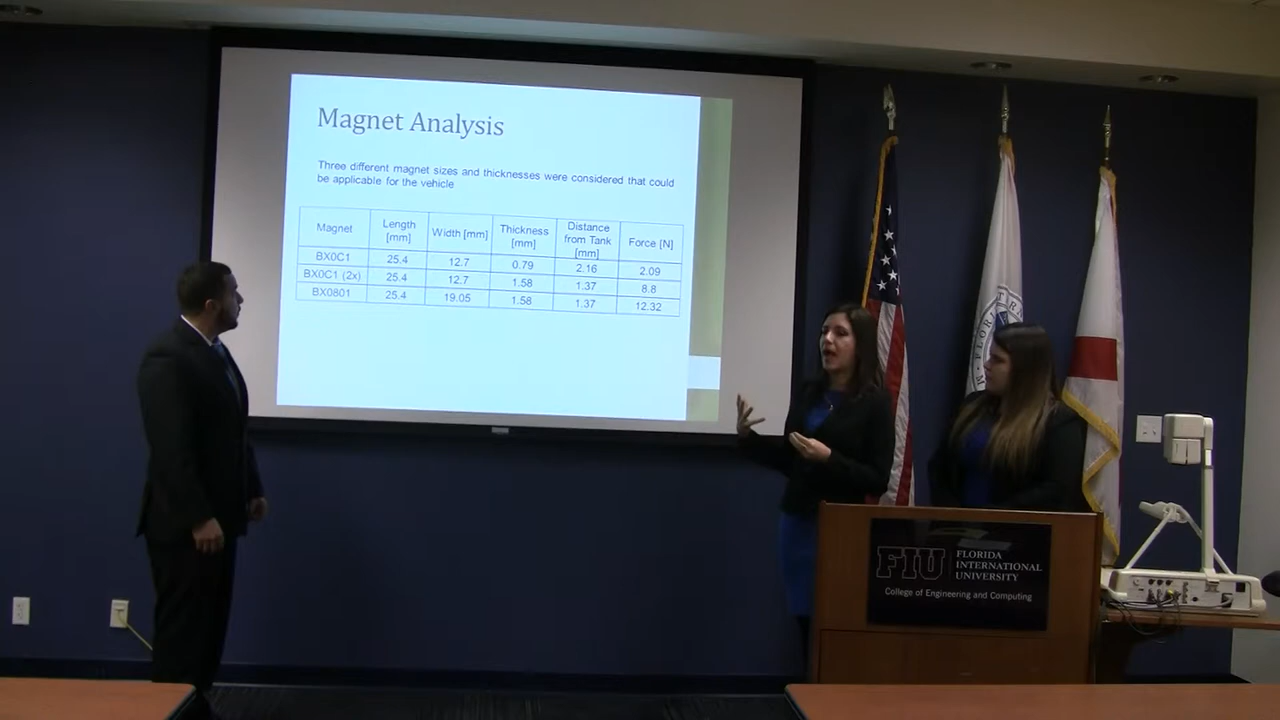 Magnet Analysis
Three different magnet sizes and thicknesses were considered that could
be applicable for the vehicle
Magnet Length [mm] Width [mm] Thickness [mm] Distance from Tank [mm] Force [N]
BX0C1 25.4 12.7 0.79 2.16 2.09
BX0C1 (2x) 25.4 12.7 1.58 1.37 8.8
BX0801 25.4 19.05 1.58 1.37 12.32
FIU
FLORIDA
INTERNATIONAL
UNIVERSITY
College of Engineering and Computing